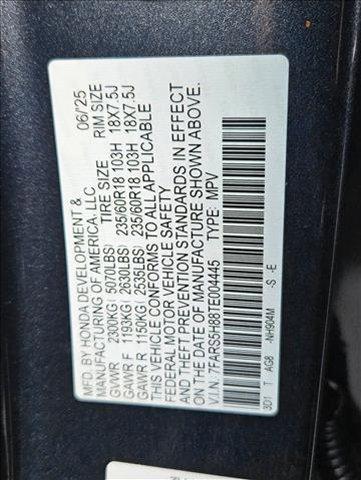 MFD. BY HONDA DEVELOPMENT & 06/'25
MANUFACTURING OF AMERICA, LLC
TIRE SIZE RIM SIZE
GVWR 2300KG( 5070LBS)
GAWR F 1193KG( 2630LBS) 235/60R18 103H 18X7.5J
GAWR R 1150KG( 2536LBS) 235/60R18 103H 18X7.5J
THIS VEHICLE CONFORMS TO ALL APPLICABLE
FEDERAL MOTOR VEHICLE SAFETY
AND THEFT PREVENTION STANDARDS IN EFFECT
ON THE DATE OF MANUFACTURE SHOWN ABOVE.
V.I.N. 7FARS5H88TE004445 TYPE: MPV
3D1 T AG8 -NH904M -S -E